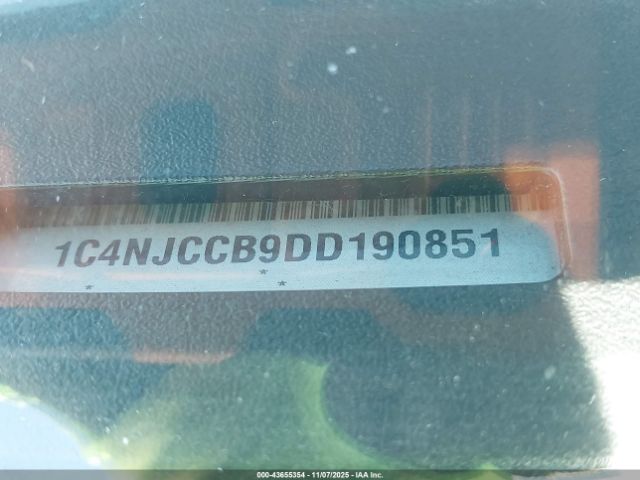 1C4NJCCB9DD190851
000-43655354 - 11/07/2025 - IAA Inc.